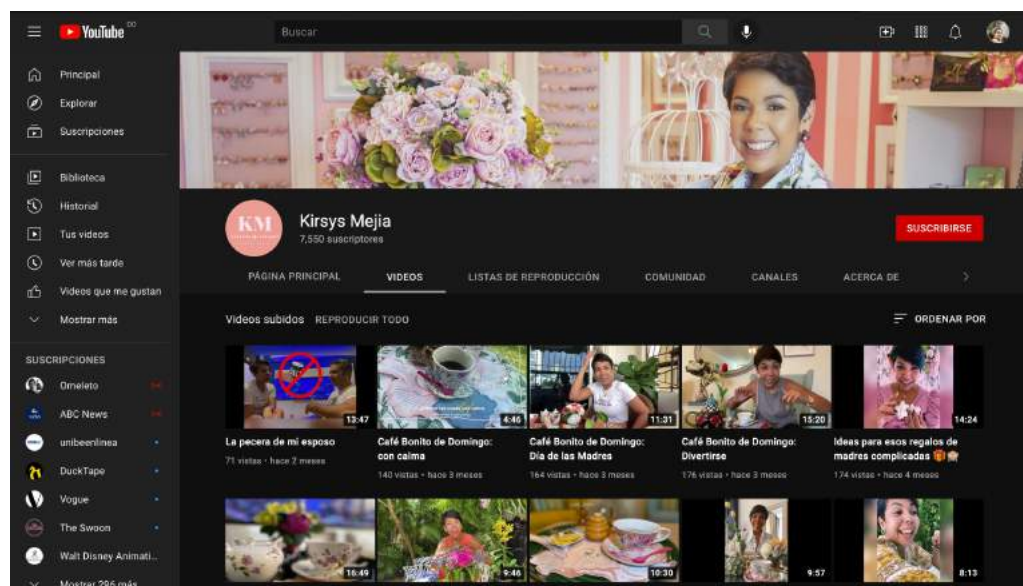 YouTube DO
Buscar
Principal
Explorar
Suscripciones
Biblioteca
Historial
Tus videos
Ver más tarde
Videos que me gustan
Mostrar más
SUSCRIPCIONES
Omeleto
ABC News
unibeenlinea
DuckTape
Vogue
The Swoon
Walt Disney Animati...
Mostrar 296 más
KM
Kirsys Mejia
7,550 suscriptores
SUSCRIBIRSE
PÁGINA PRINCIPAL VIDEOS LISTAS DE REPRODUCCIÓN COMUNIDAD CANALES ACERCA DE
Videos subidos REPRODUCIR TODO ORDENAR POR
13:47 4:46 11:31 15:20 14:24
La pecera de mi esposo
71 vistas • hace 2 meses
Café Bonito de Domingo:
con calma
140 vistas • hace 3 meses
Café Bonito de Domingo:
Día de las Madres
164 vistas • hace 3 meses
Café Bonito de Domingo:
Divertirse
176 vistas • hace 3 meses
Ideas para esos regalos de
madres complicadas
174 vistas • hace 4 meses
16:49 9:46 10:30 9:57 8:13